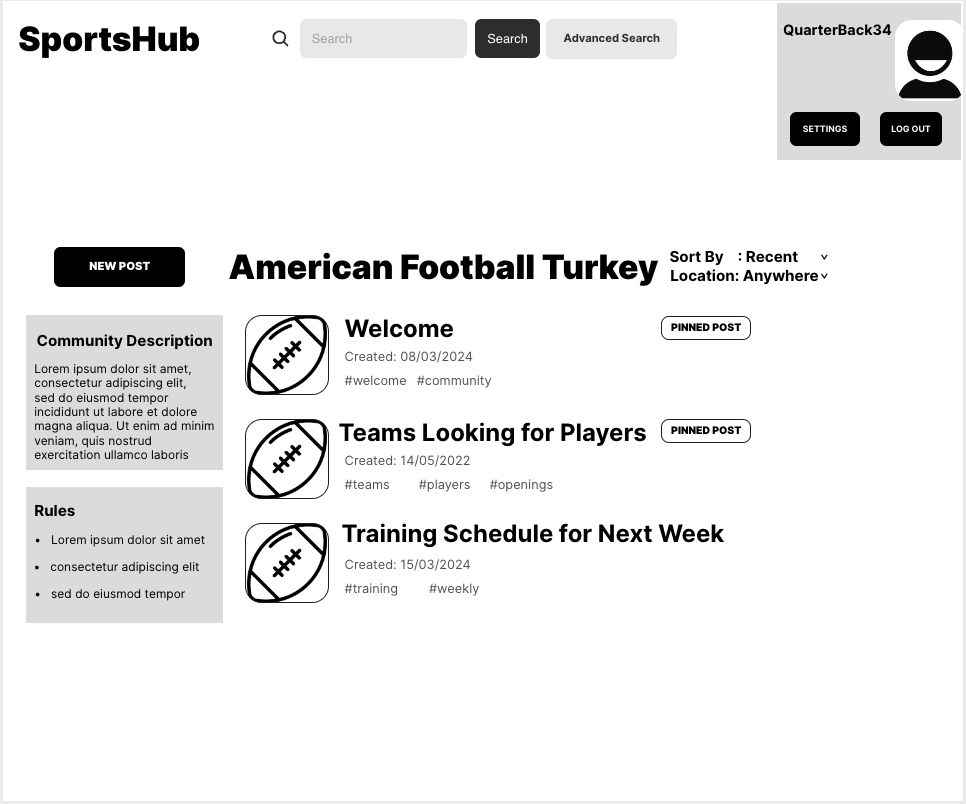 SportsHub
Search
Search
Advanced Search
QuarterBack34
SETTINGS
LOG OUT
NEW POST
American Football Turkey
Sort By : Recent
Location: Anywhere
Community Description
Lorem ipsum dolor sit amet,
consectetur adipiscing elit,
sed do eiusmod tempor
incididunt ut labore et dolore
magna aliqua. Ut enim ad minim
veniam, quis nostrud
exercitation ullamco laboris
Rules
• Lorem ipsum dolor sit amet
• consectetur adipiscing elit
• sed do eiusmod tempor
Welcome
PINNED POST
Created: 08/03/2024
#welcome #community
Teams Looking for Players
PINNED POST
Created: 14/05/2022
#teams #players #openings
Training Schedule for Next Week
Created: 15/03/2024
#training #weekly